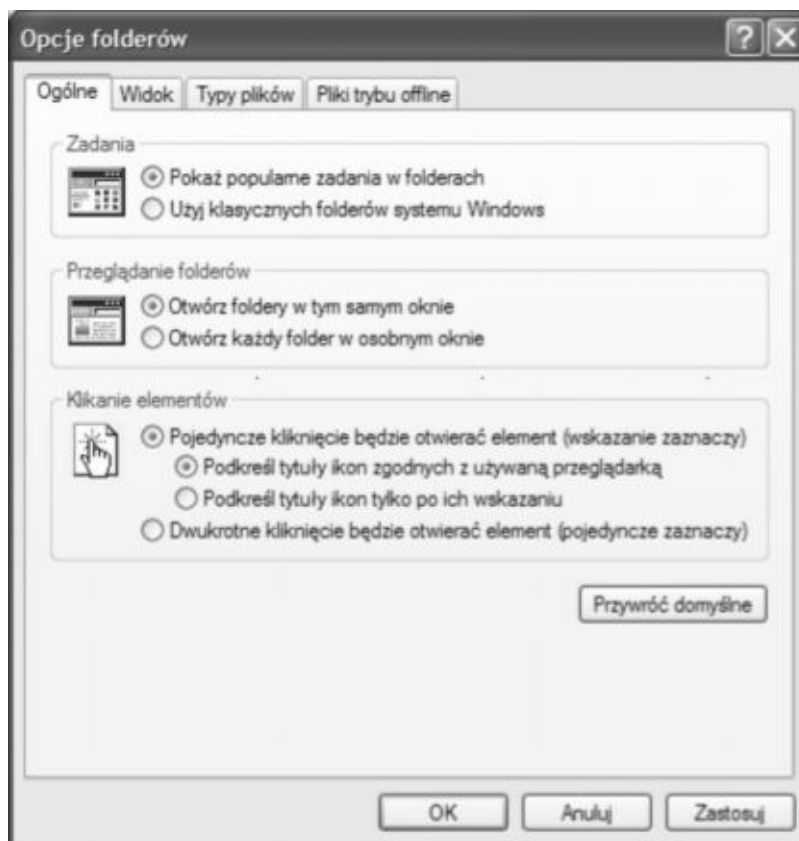 Opcje folderów
Ogólne Widok Typy plików Pliki trybu offline
Zadania
Pokaż popularne zadania w folderach
Użyj klasycznych folderów systemu Windows
Przeglądanie folderów
Otwórz foldery w tym samym oknie
Otwórz każdy folder w osobnym oknie
Klikanie elementów
Pojedyncze kliknięcie będzie otwierać element (wskazanie zaznaczy)
Podkreśl tytuły ikon zgodnych z używaną przeglądarką
Podkreśl tytuły ikon tylko po ich wskazaniu
Dwukrotne kliknięcie będzie otwierać element (pojedyncze zaznaczy)
Przywróć domyślne
OK Anuluj Zastosuj